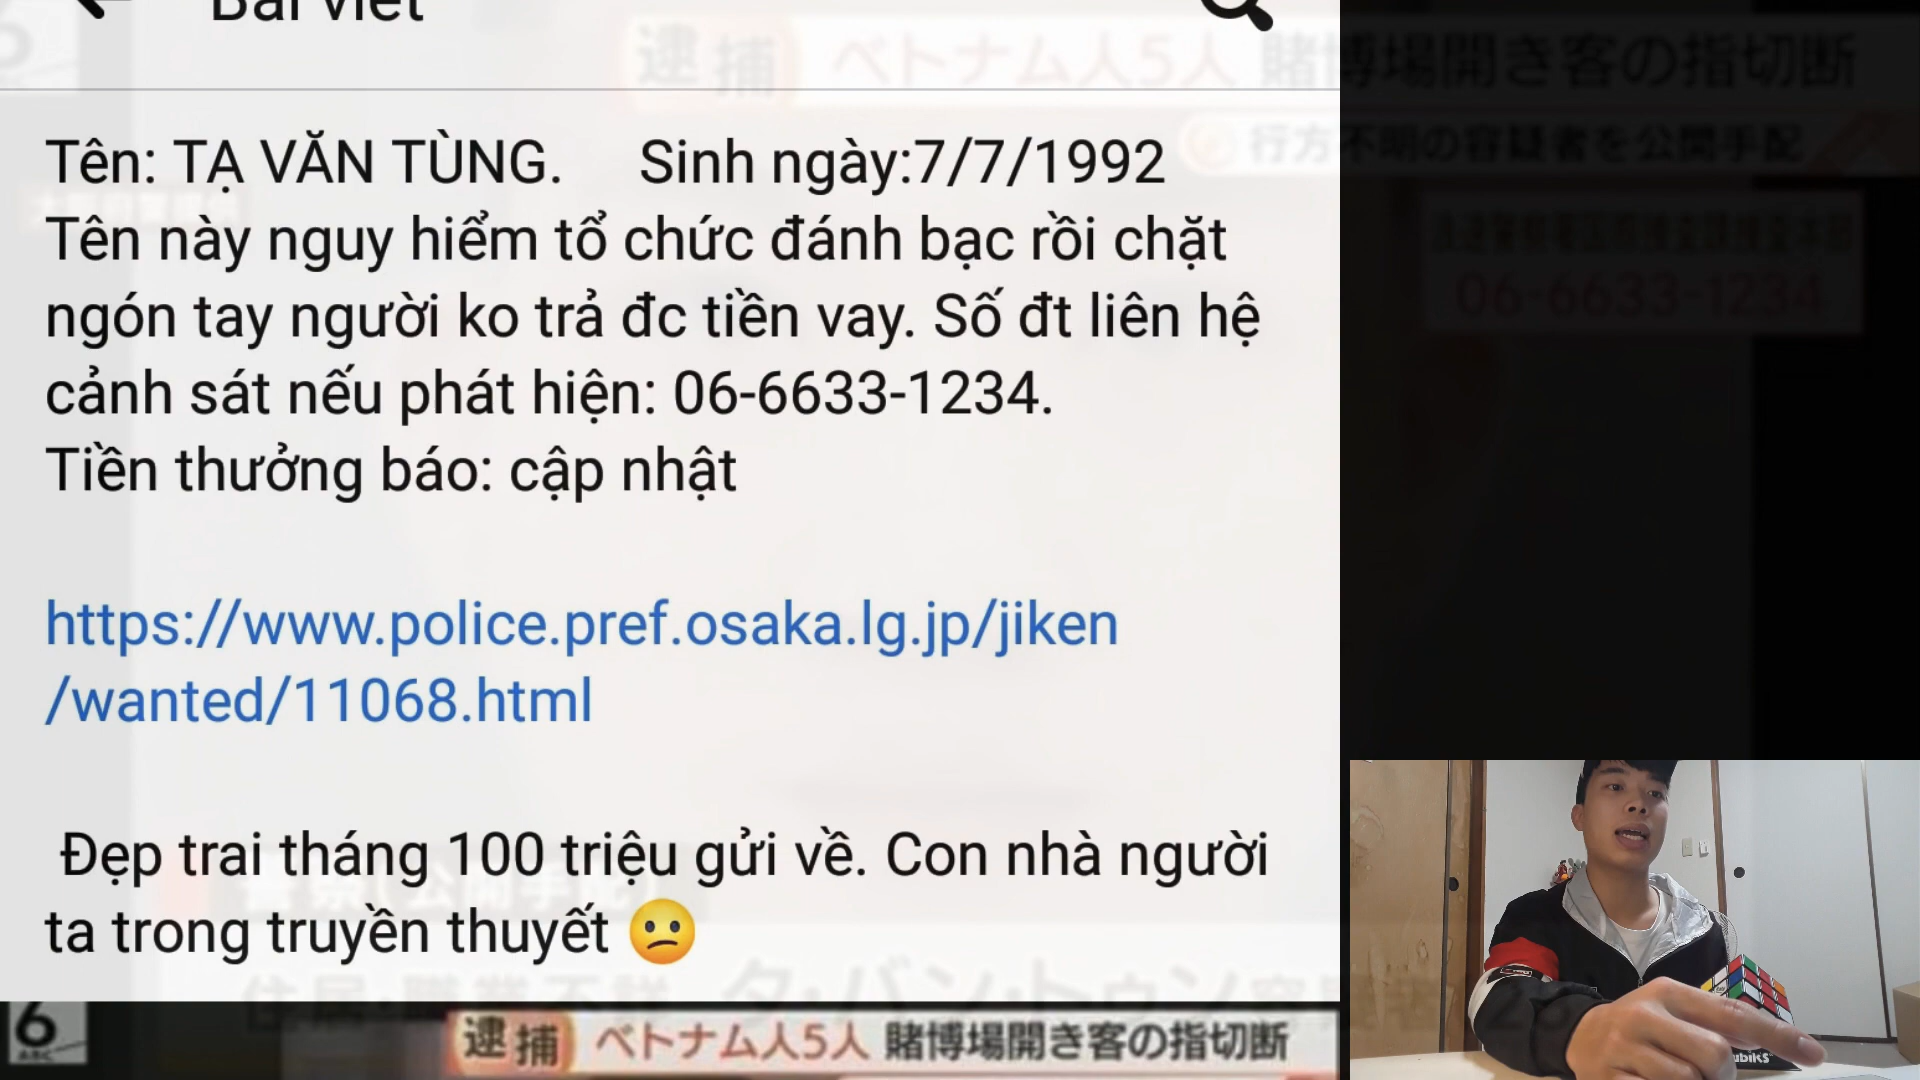 Bài viết
逮捕 ベトナム人5人 賭博場開き客の指切断
行方不明の容疑者を公開手配
Tên: TẠ VĂN TÙNG. Sinh ngày:7/7/1992
Tên này nguy hiểm tổ chức đánh bạc rồi chặt
ngón tay người ko trả đc tiền vay. Số đt liên hệ
cảnh sát nếu phát hiện: 06-6633-1234.
Tiền thưởng báo: cập nhật
06-6633-1234
https://www.police.pref.osaka.lg.jp/jiken
/wanted/11068.html
Đẹp trai tháng 100 triệu gửi về. Con nhà người
ta trong truyền thuyết 😕
6
逮捕 ベトナム人5人 賭博場開き客の指切断